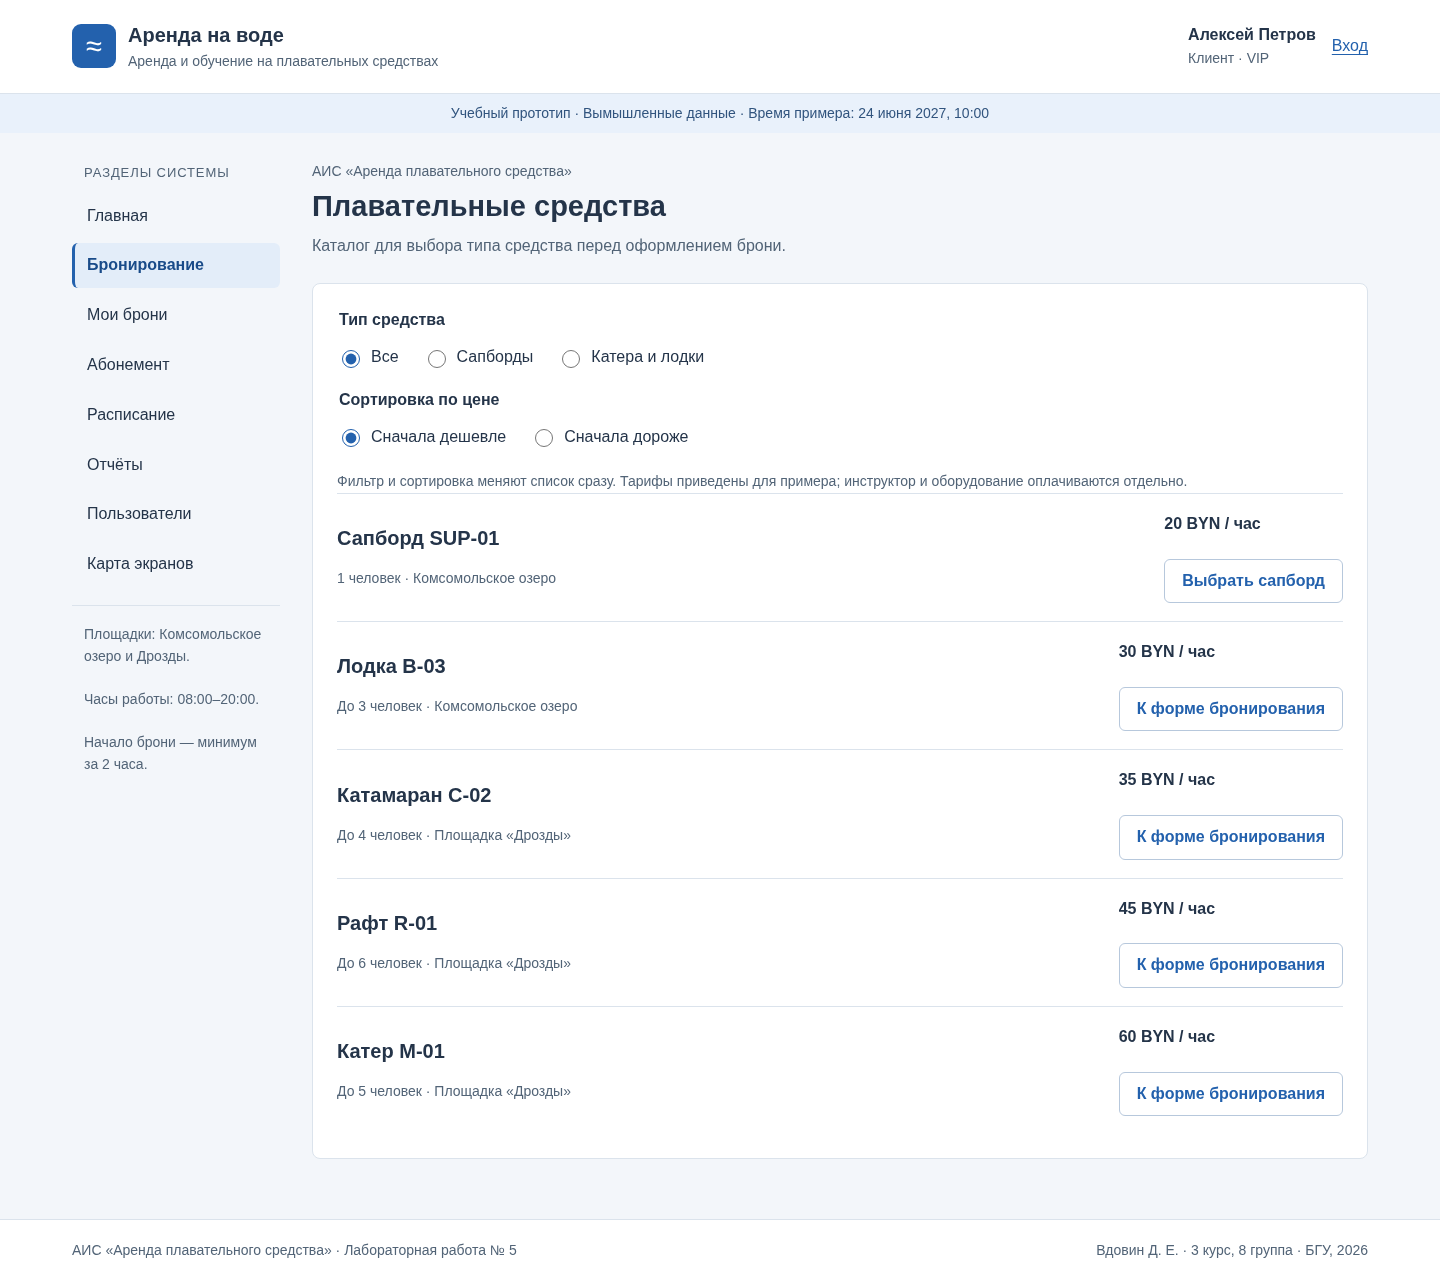 ≈
Аренда на воде
Аренда и обучение на плавательных средствах
Алексей Петров
Клиент · VIP
Вход
Учебный прототип · Вымышленные данные · Время примера: 24 июня 2027, 10:00
РАЗДЕЛЫ СИСТЕМЫ
Главная
Бронирование
Мои брони
Абонемент
Расписание
Отчёты
Пользователи
Карта экранов
Площадки: Комсомольское
озеро и Дрозды.
Часы работы: 08:00–20:00.
Начало брони — минимум
за 2 часа.
АИС «Аренда плавательного средства»
Плавательные средства
Каталог для выбора типа средства перед оформлением брони.
Тип средства
Все
Сапборды
Катера и лодки
Сортировка по цене
Сначала дешевле
Сначала дороже
Фильтр и сортировка меняют список сразу. Тарифы приведены для примера; инструктор и оборудование оплачиваются отдельно.
Сапборд SUP-01
1 человек · Комсомольское озеро
20 BYN / час
Выбрать сапборд
Лодка B-03
До 3 человек · Комсомольское озеро
30 BYN / час
К форме бронирования
Катамаран C-02
До 4 человек · Площадка «Дрозды»
35 BYN / час
К форме бронирования
Рафт R-01
До 6 человек · Площадка «Дрозды»
45 BYN / час
К форме бронирования
Катер M-01
До 5 человек · Площадка «Дрозды»
60 BYN / час
К форме бронирования
АИС «Аренда плавательного средства» · Лабораторная работа № 5
Вдовин Д. Е. · 3 курс, 8 группа · БГУ, 2026